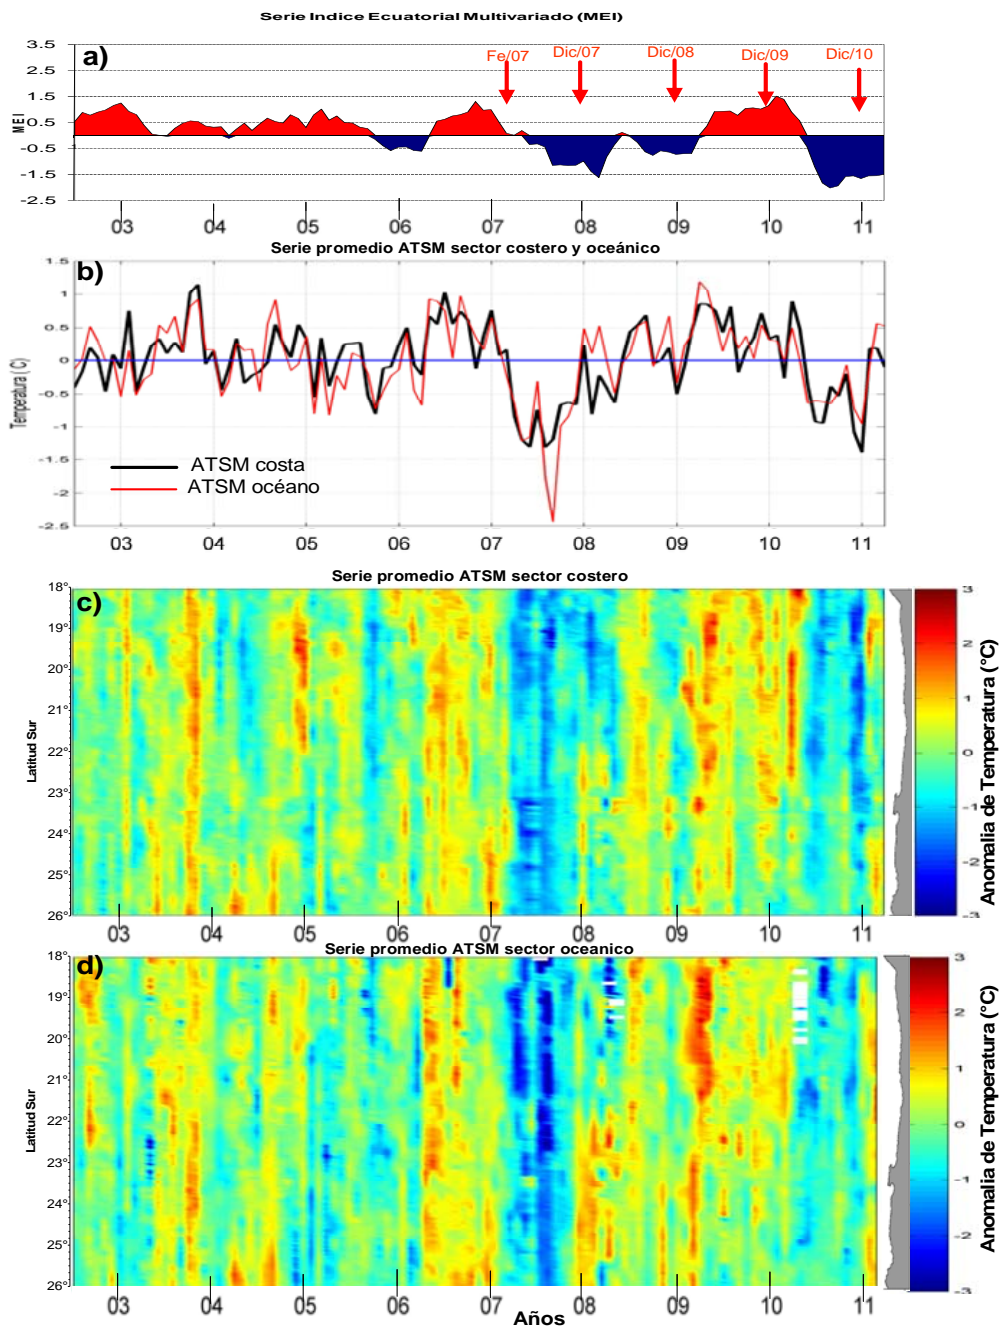 Serie Indice Ecuatorial Multivariado (MEI)
a)
3.5
2.5
1.5
0.5
-0.5
-1.5
-2.5
MEI
Fe/07
Dic/07
Dic/08
Dic/09
Dic/10
03 04 05 06 07 08 09 10 11
Serie promedio ATSM sector costero y oceánico
b)
1.5
1
0.5
0
-0.5
-1
-1.5
-2
-2.5
Temperatura (°C)
ATSM costa
ATSM océano
03 04 05 06 07 08 09 10 11
Serie promedio ATSM sector costero
c)
18°
19°
20°
21°
22°
23°
24°
25°
26°
Latitud Sur
03 04 05 06 07 08 09 10 11
3
2
1
0
-1
-2
-3
Anomalia de Temperatura (°C)
Serie promedio ATSM sector oceanico
d)
18°
19°
20°
21°
22°
23°
24°
25°
26°
Latitud Sur
03 04 05 06 07 08 09 10 11
Años
3
2
1
0
-1
-2
-3
Anomalia de Temperatura (°C)